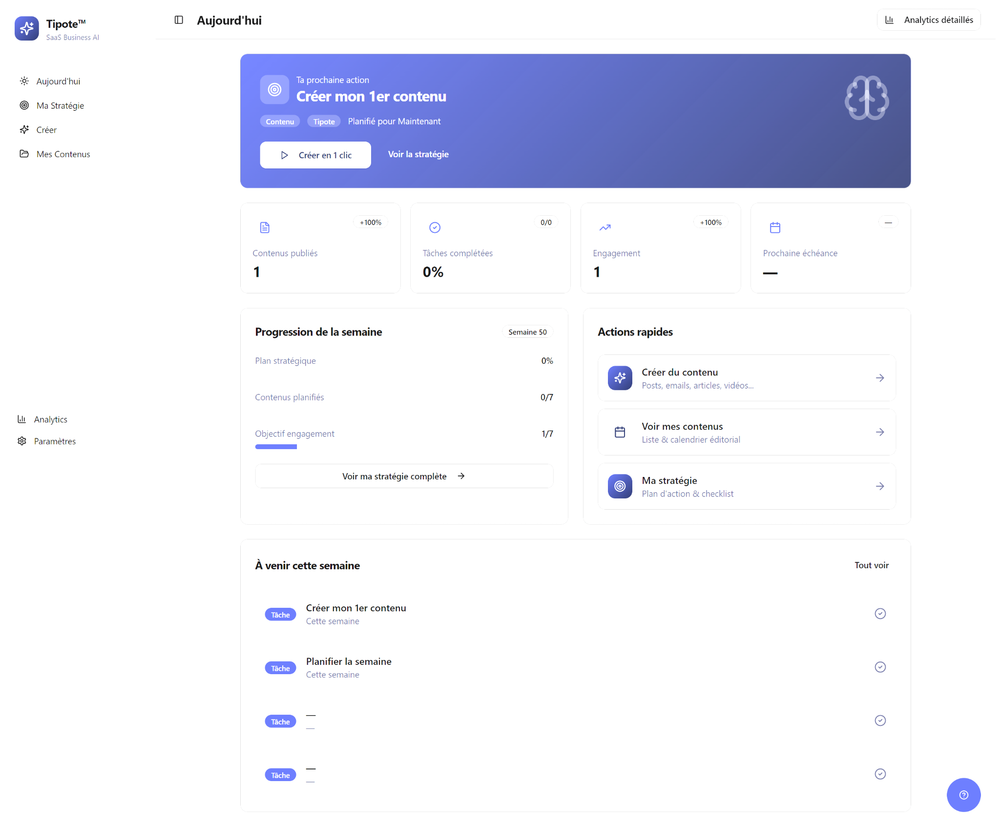 Tipote™
SaaS Business AI
Aujourd'hui
Ma Stratégie
Créer
Mes Contenus
Analytics
Paramètres
Aujourd'hui
Analytics détaillés
Ta prochaine action
Créer mon 1er contenu
Contenu Tipote Planifié pour Maintenant
Créer en 1 clic Voir la stratégie
+100%
Contenus publiés
1
0/0
Tâches complétées
0%
+100%
Engagement
1
—
Prochaine échéance
—
Progression de la semaine Semaine 50
Plan stratégique 0%
Contenus planifiés 0/7
Objectif engagement 1/7
Voir ma stratégie complète →
Actions rapides
Créer du contenu
Posts, emails, articles, vidéos...
Voir mes contenus
Liste & calendrier éditorial
Ma stratégie
Plan d'action & checklist
À venir cette semaine Tout voir
Tâche Créer mon 1er contenu
Cette semaine
Tâche Planifier la semaine
Cette semaine
Tâche —
—
Tâche —
—